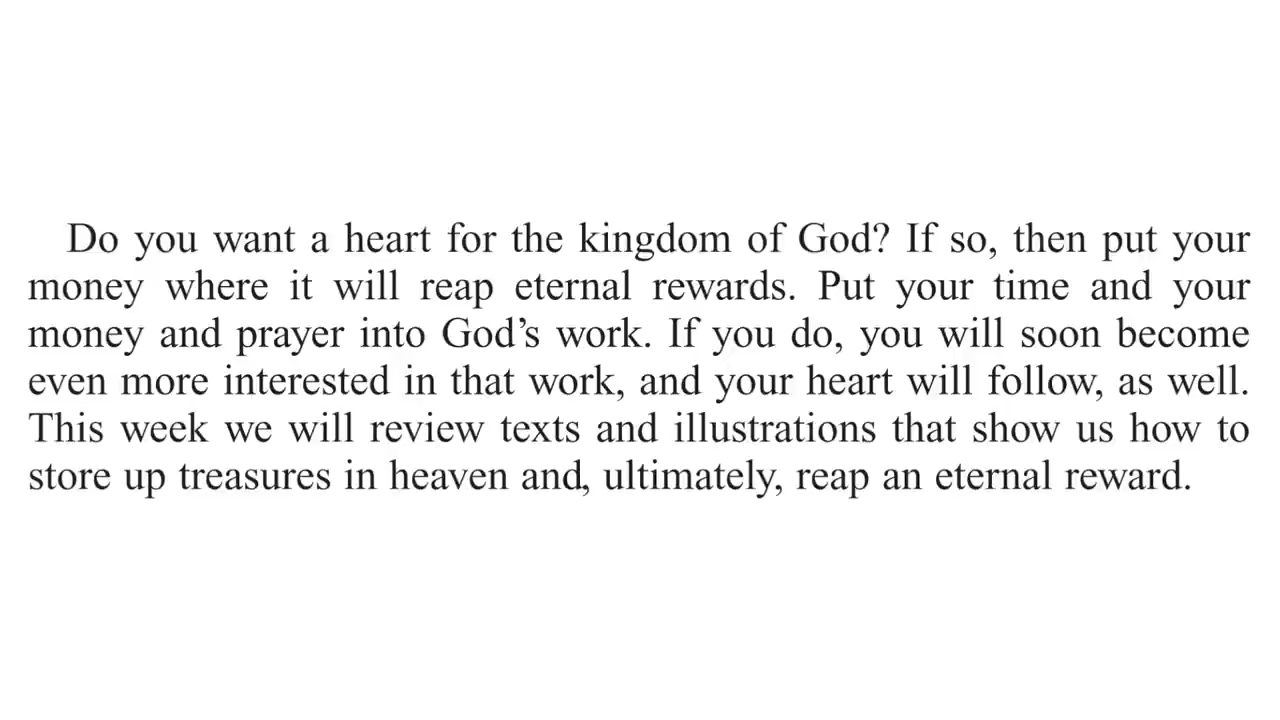 Do you want a heart for the kingdom of God? If so, then put your
money where it will reap eternal rewards. Put your time and your
money and prayer into God’s work. If you do, you will soon become
even more interested in that work, and your heart will follow, as well.
This week we will review texts and illustrations that show us how to
store up treasures in heaven and, ultimately, reap an eternal reward.